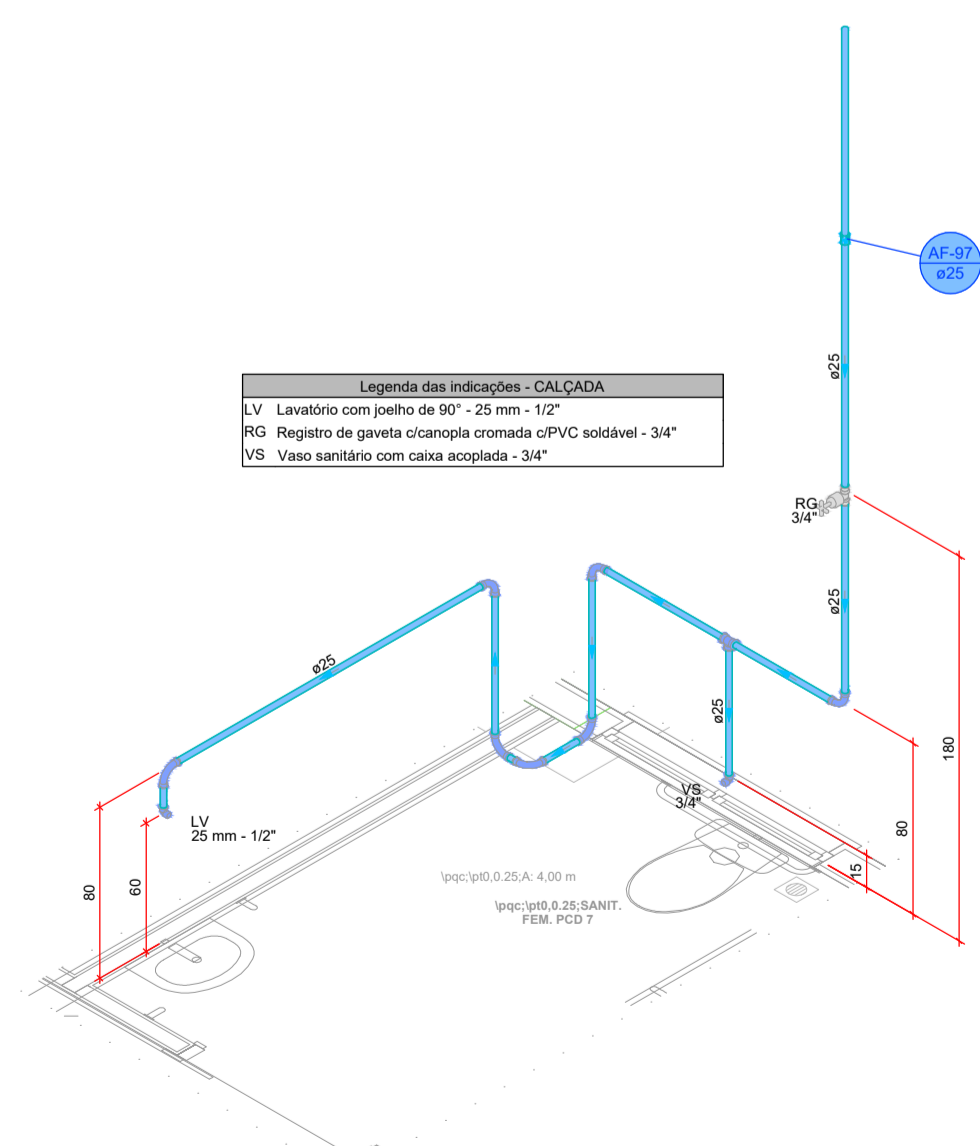 AF-97
ø25
ø25
Legenda das indicações - CALÇADA
LV Lavatório com joelho de 90° - 25 mm - 1/2"
RG Registro de gaveta c/canopla cromada c/PVC soldável - 3/4"
VS Vaso sanitário com caixa acoplada - 3/4"
RG
3/4"
ø25
ø25
ø25
180
VS
3/4"
LV
25 mm - 1/2"
80
15
80
60
\pqc;\pt0,0.25;A: 4,00 m
\pqc;\pt0,0.25;SANIT.
FEM. PCD 7